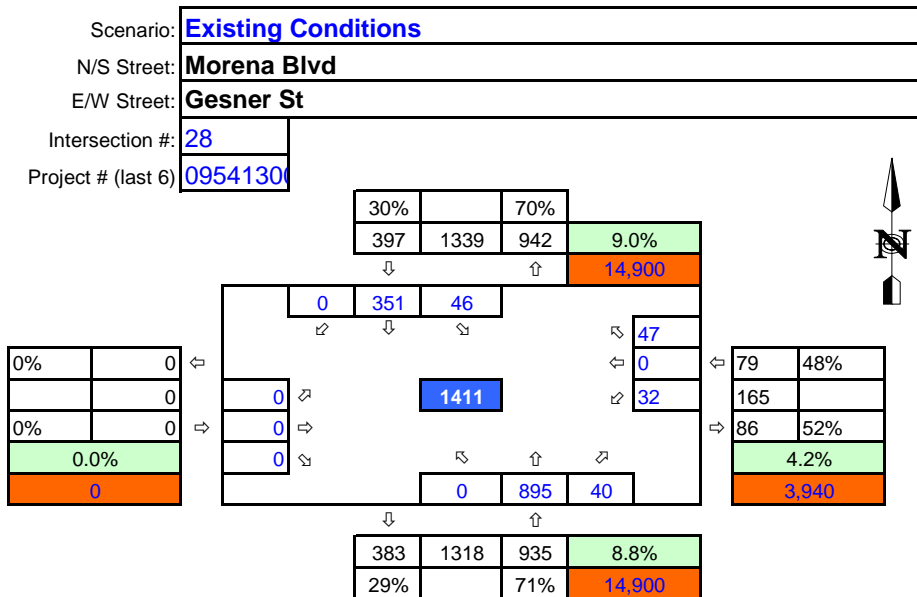 Scenario: Existing Conditions
N/S Street: Morena Blvd
E/W Street: Gesner St
Intersection #: 28
Project # (last 6) 09541300
N
30% 70%
397 1339 942 9.0%
⇩ ⇧ 14,900
0 351 46
⬃ ⇩ ⬂
⬁ 47
0% 0 ⇦ ⇦ 0 ⇦ 79 48%
0 0 ⬀ 1411 ⬃ 32 165
0% 0 ⇨ 0 ⇨ ⇨ 86 52%
0.0% 0 ⬂ ⬁ ⇧ ⬀ 4.2%
0 0 895 40 3,940
⇩ ⇧
383 1318 935 8.8%
29% 71% 14,900